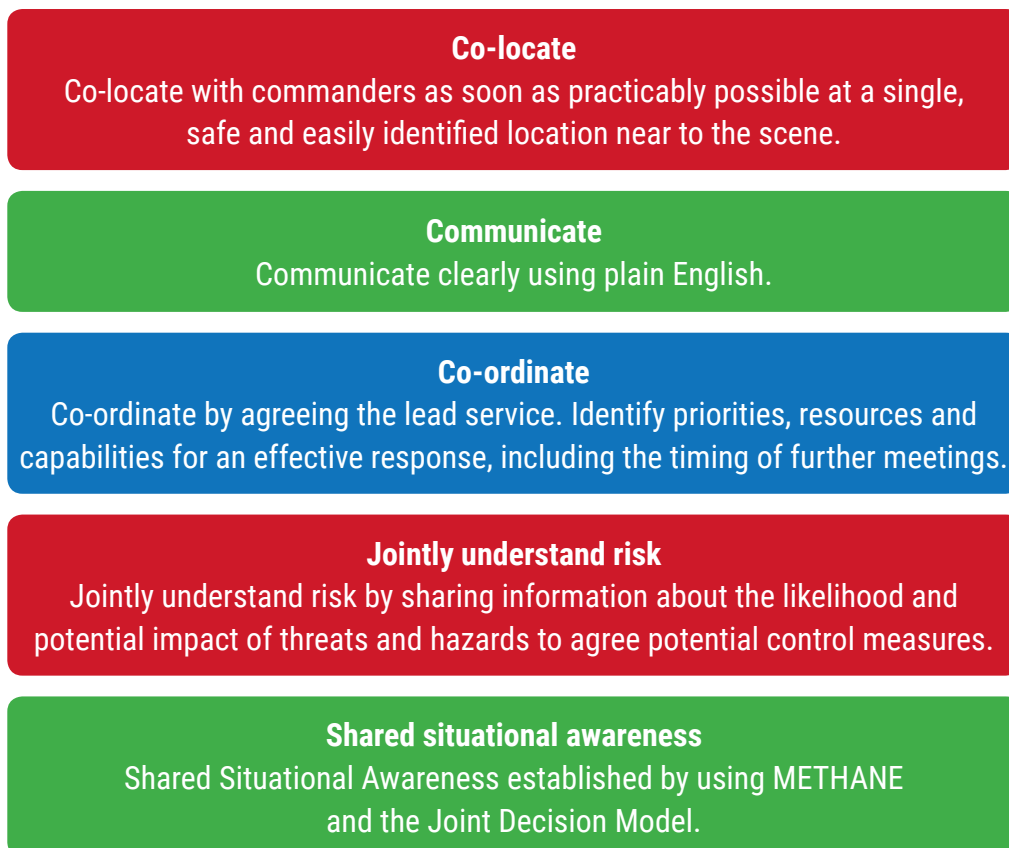 Co-locate
Co-locate with commanders as soon as practicably possible at a single,
safe and easily identified location near to the scene.
Communicate
Communicate clearly using plain English.
Co-ordinate
Co-ordinate by agreeing the lead service. Identify priorities, resources and
capabilities for an effective response, including the timing of further meetings.
Jointly understand risk
Jointly understand risk by sharing information about the likelihood and
potential impact of threats and hazards to agree potential control measures.
Shared situational awareness
Shared Situational Awareness established by using METHANE
and the Joint Decision Model.